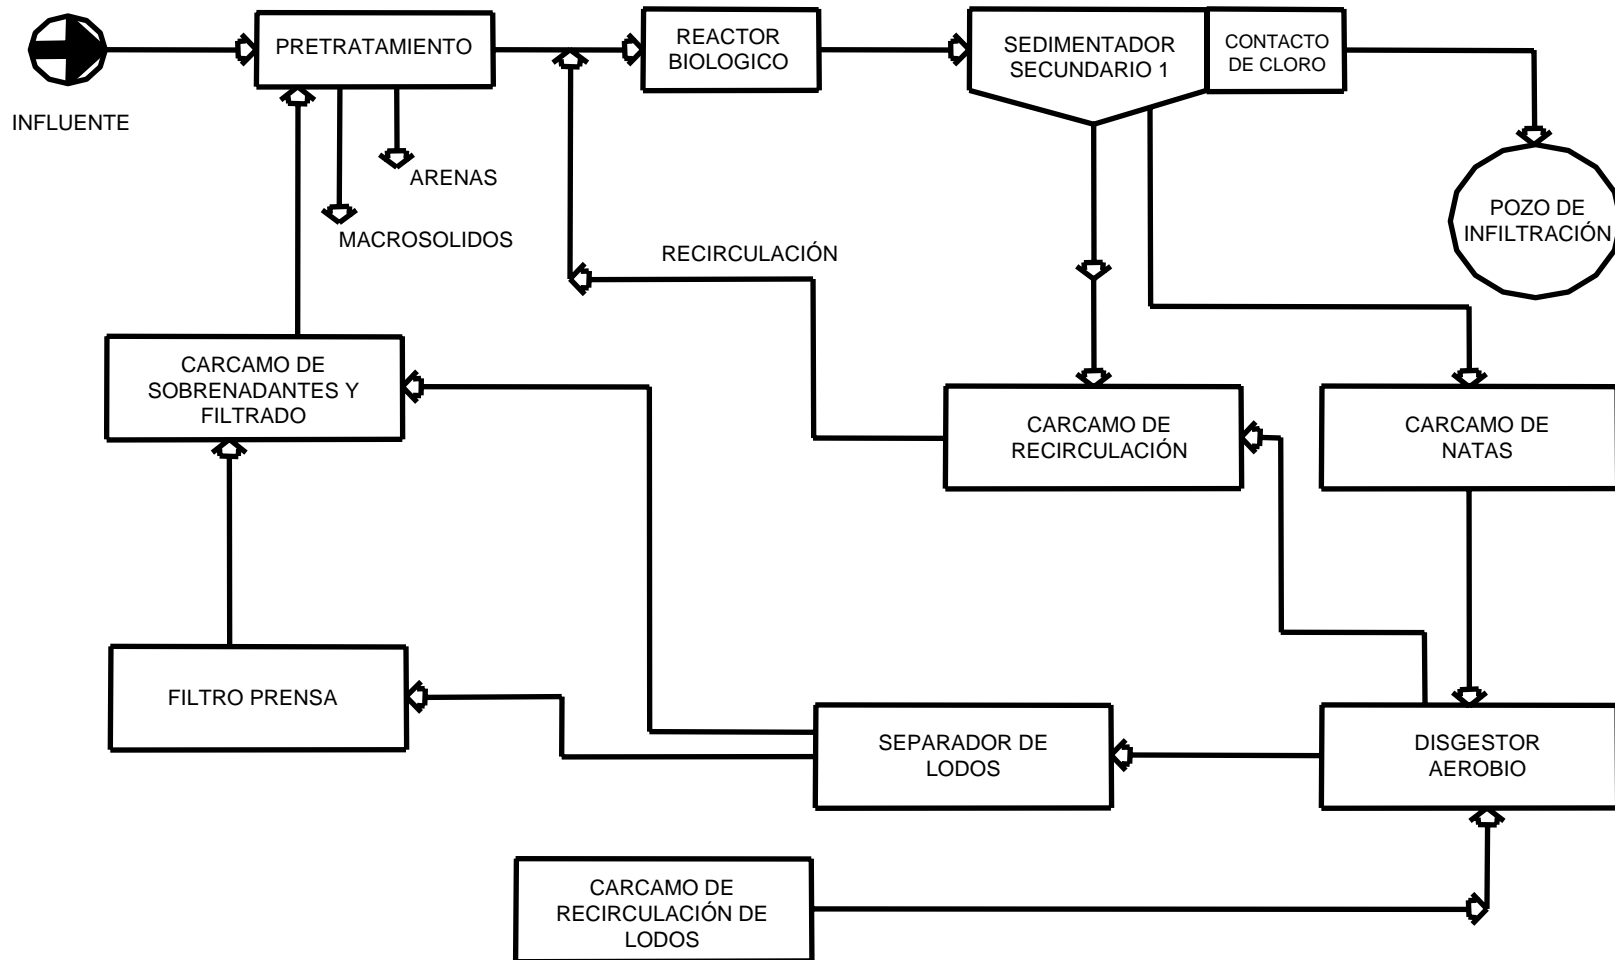 PRETRATAMIENTO
REACTOR
BIOLOGICO
SEDIMENTADOR
SECUNDARIO 1
CONTACTO
DE CLORO
INFLUENTE
ARENAS
MACROSOLIDOS
POZO DE
INFILTRACIÓN
RECIRCULACIÓN
CARCAMO DE
SOBRENADANTES Y
FILTRADO
CARCAMO DE
RECIRCULACIÓN
CARCAMO DE
NATAS
FILTRO PRENSA
SEPARADOR DE
LODOS
DISGESTOR
AEROBIO
CARCAMO DE
RECIRCULACIÓN DE
LODOS